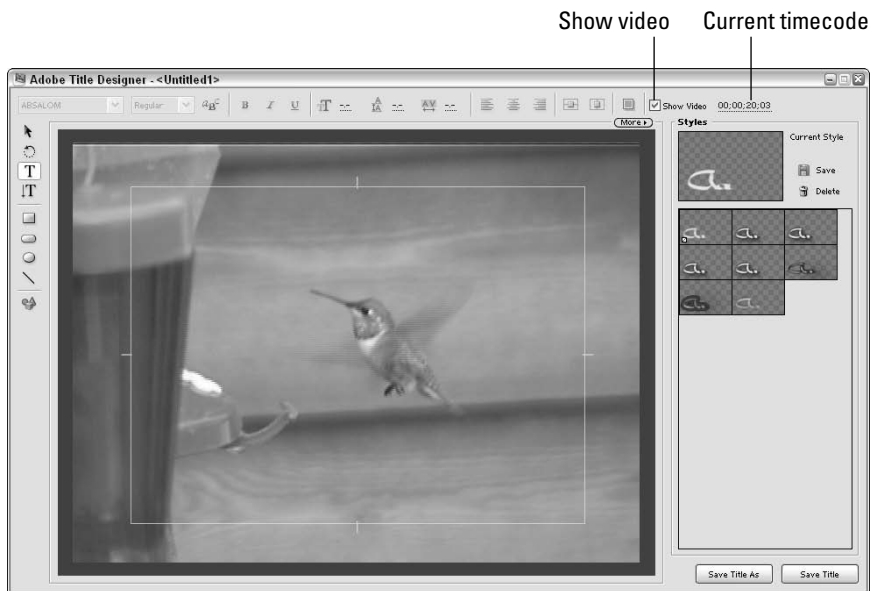 Show video Current timecode
Adobe Title Designer - <Untitled1>
ABSALOM Regular B I U T -.- -.- AV -.- Show Video 00;00;20;03
More Styles
T
T
Current Style
Save
Delete
Save Title As Save Title